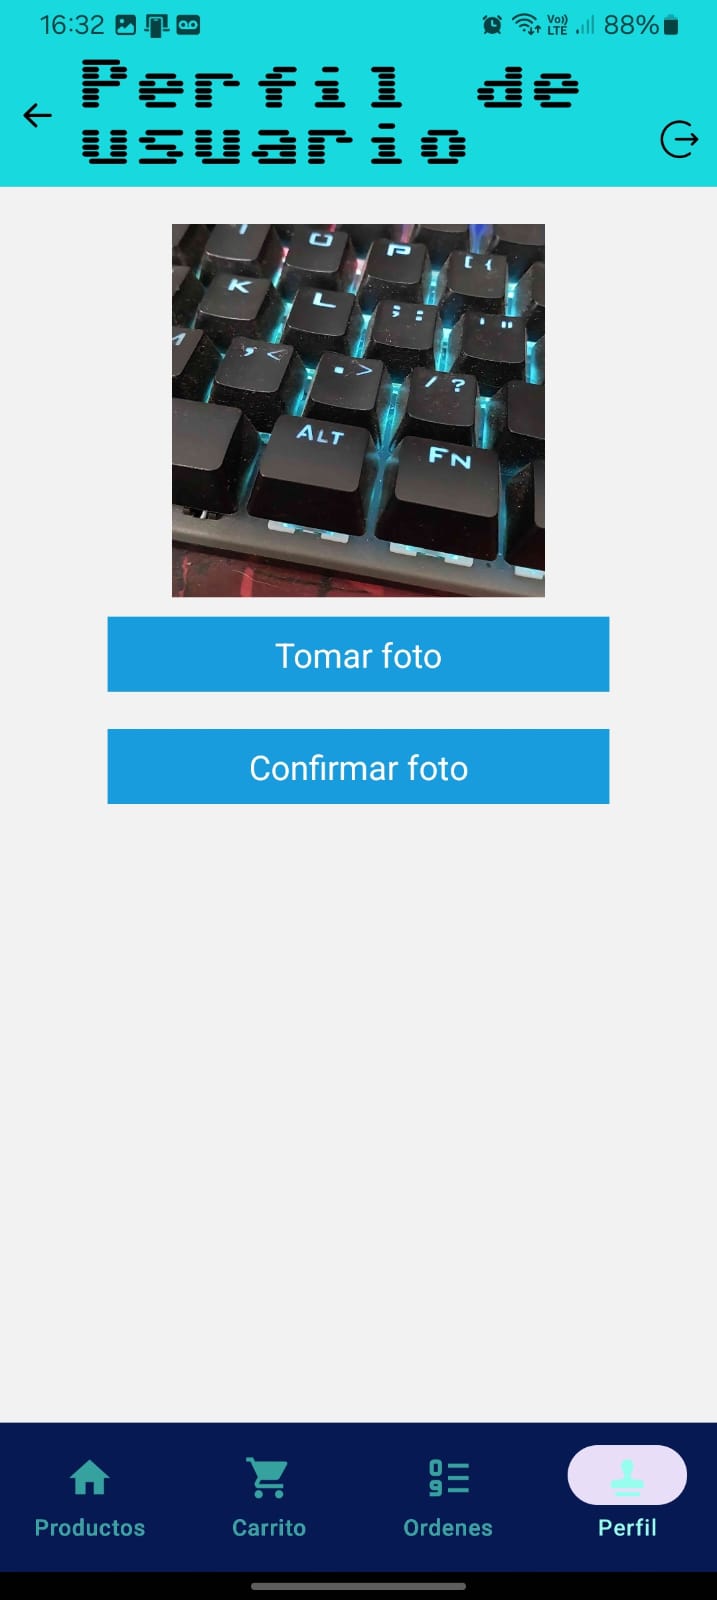 16:32 Vo)) LTE 88%
Perfil de
usuario
O P [ {
K L ; : ' "
, < . > / ?
ALT FN
Tomar foto
Confirmar foto
Productos Carrito Ordenes Perfil